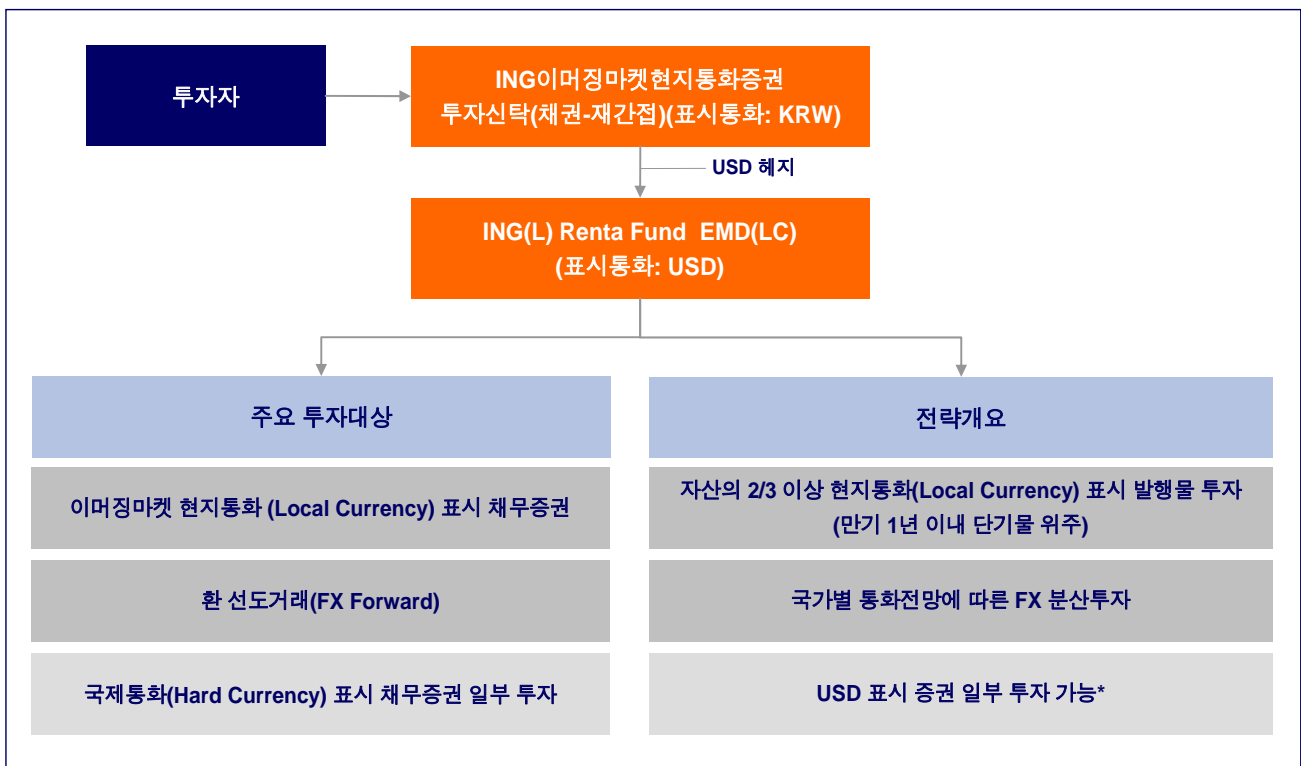 투자자
ING이머징마켓현지통화증권
투자신탁(채권-재간접)(표시통화: KRW)
USD 헤지
ING(L) Renta Fund EMD(LC)
(표시통화: USD)
주요 투자대상
이머징마켓 현지통화 (Local Currency) 표시 채무증권
환 선도거래(FX Forward)
국제통화(Hard Currency) 표시 채무증권 일부 투자
전략개요
자산의 2/3 이상 현지통화(Local Currency) 표시 발행물 투자
(만기 1년 이내 단기물 위주)
국가별 통화전망에 따른 FX 분산투자
USD 표시 증권 일부 투자 가능*